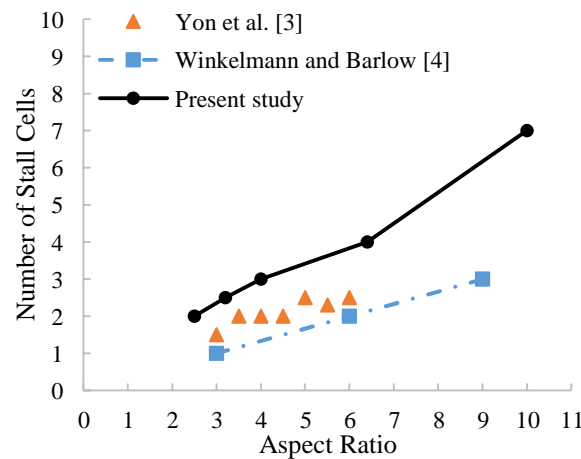 10
9
8
7
6
5
4
3
2
1
0
Number of Stall Cells
Yon et al. [3]
Winkelmann and Barlow [4]
Present study
0 1 2 3 4 5 6 7 8 9 10 11
Aspect Ratio